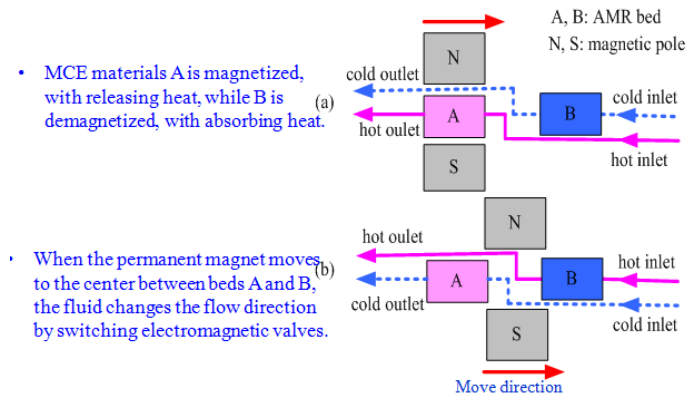 A, B: AMR bed
N, S: magnetic pole
• MCE materials A is magnetized,
with releasing heat, while B is
demagnetized, with absorbing heat.
(a)
N
cold outlet
cold inlet
A
B
hot oulet
hot inlet
S
• When the permanent magnet moves
to the center between beds A and B,
the fluid changes the flow direction
by switching electromagnetic valves.
(b)
N
hot oulet
hot inlet
A
B
cold outlet
cold inlet
S
Move direction